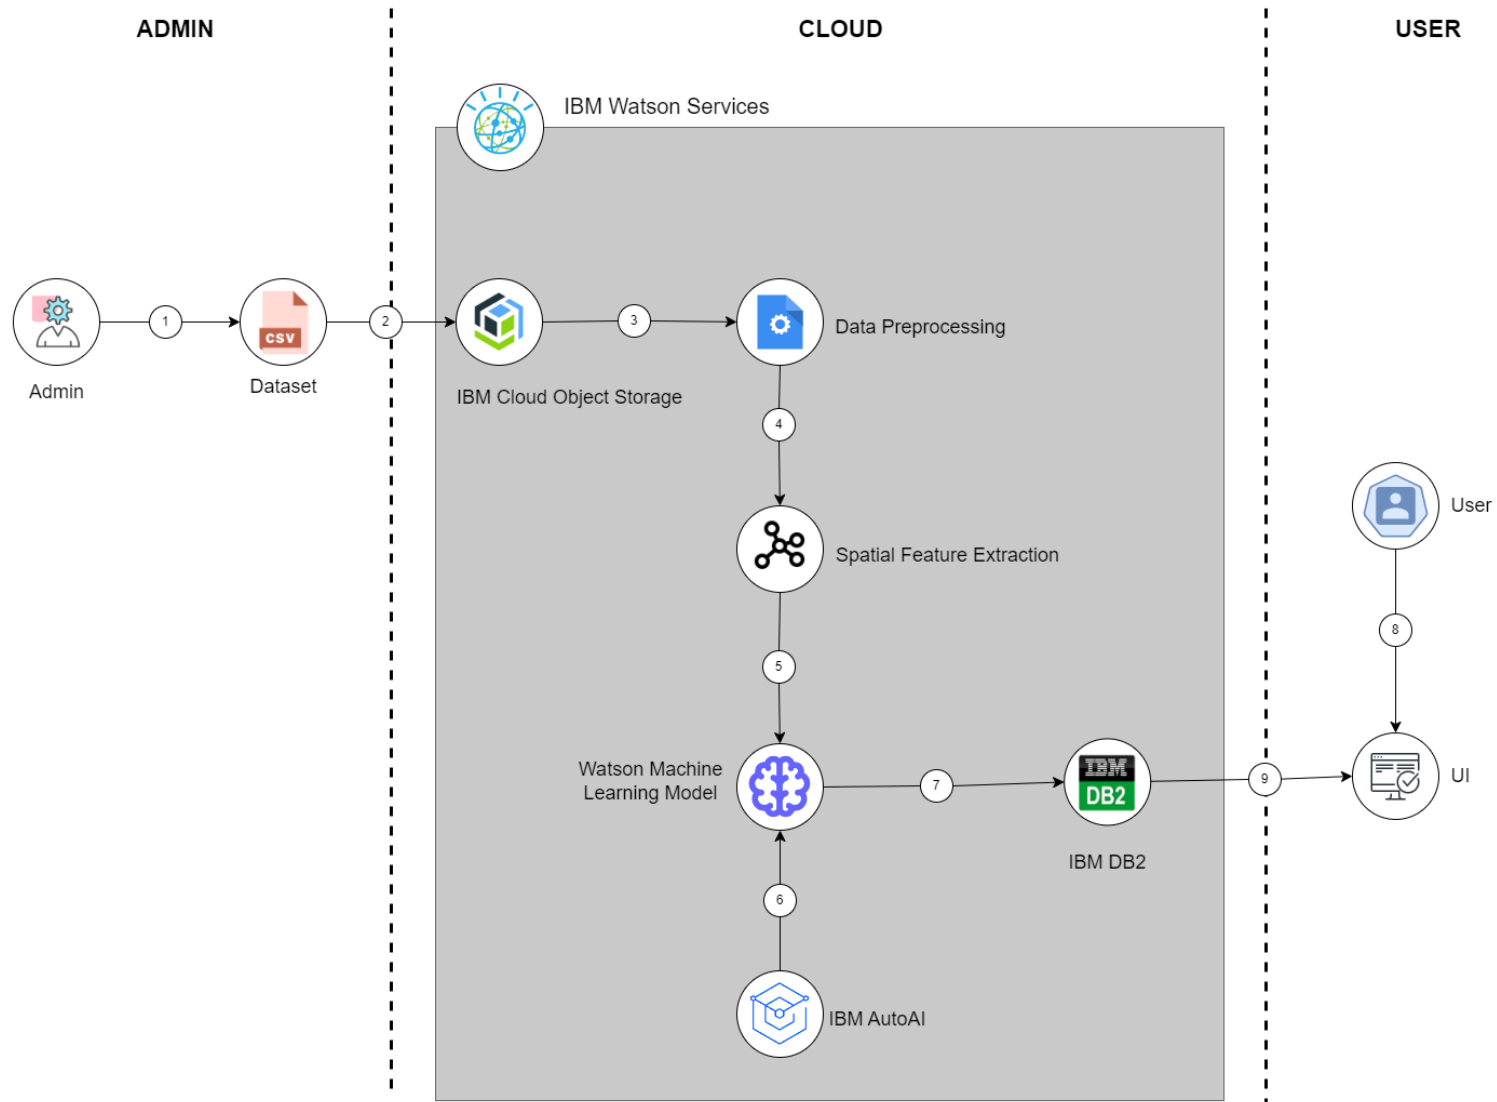 ADMIN
CLOUD
USER
IBM Watson Services
1
CSV
2
3
Data Preprocessing
Admin
Dataset
IBM Cloud Object Storage
4
User
Spatial Feature Extraction
8
5
Watson Machine
Learning Model
7
IBM
DB2
9
UI
IBM DB2
6
IBM AutoAI